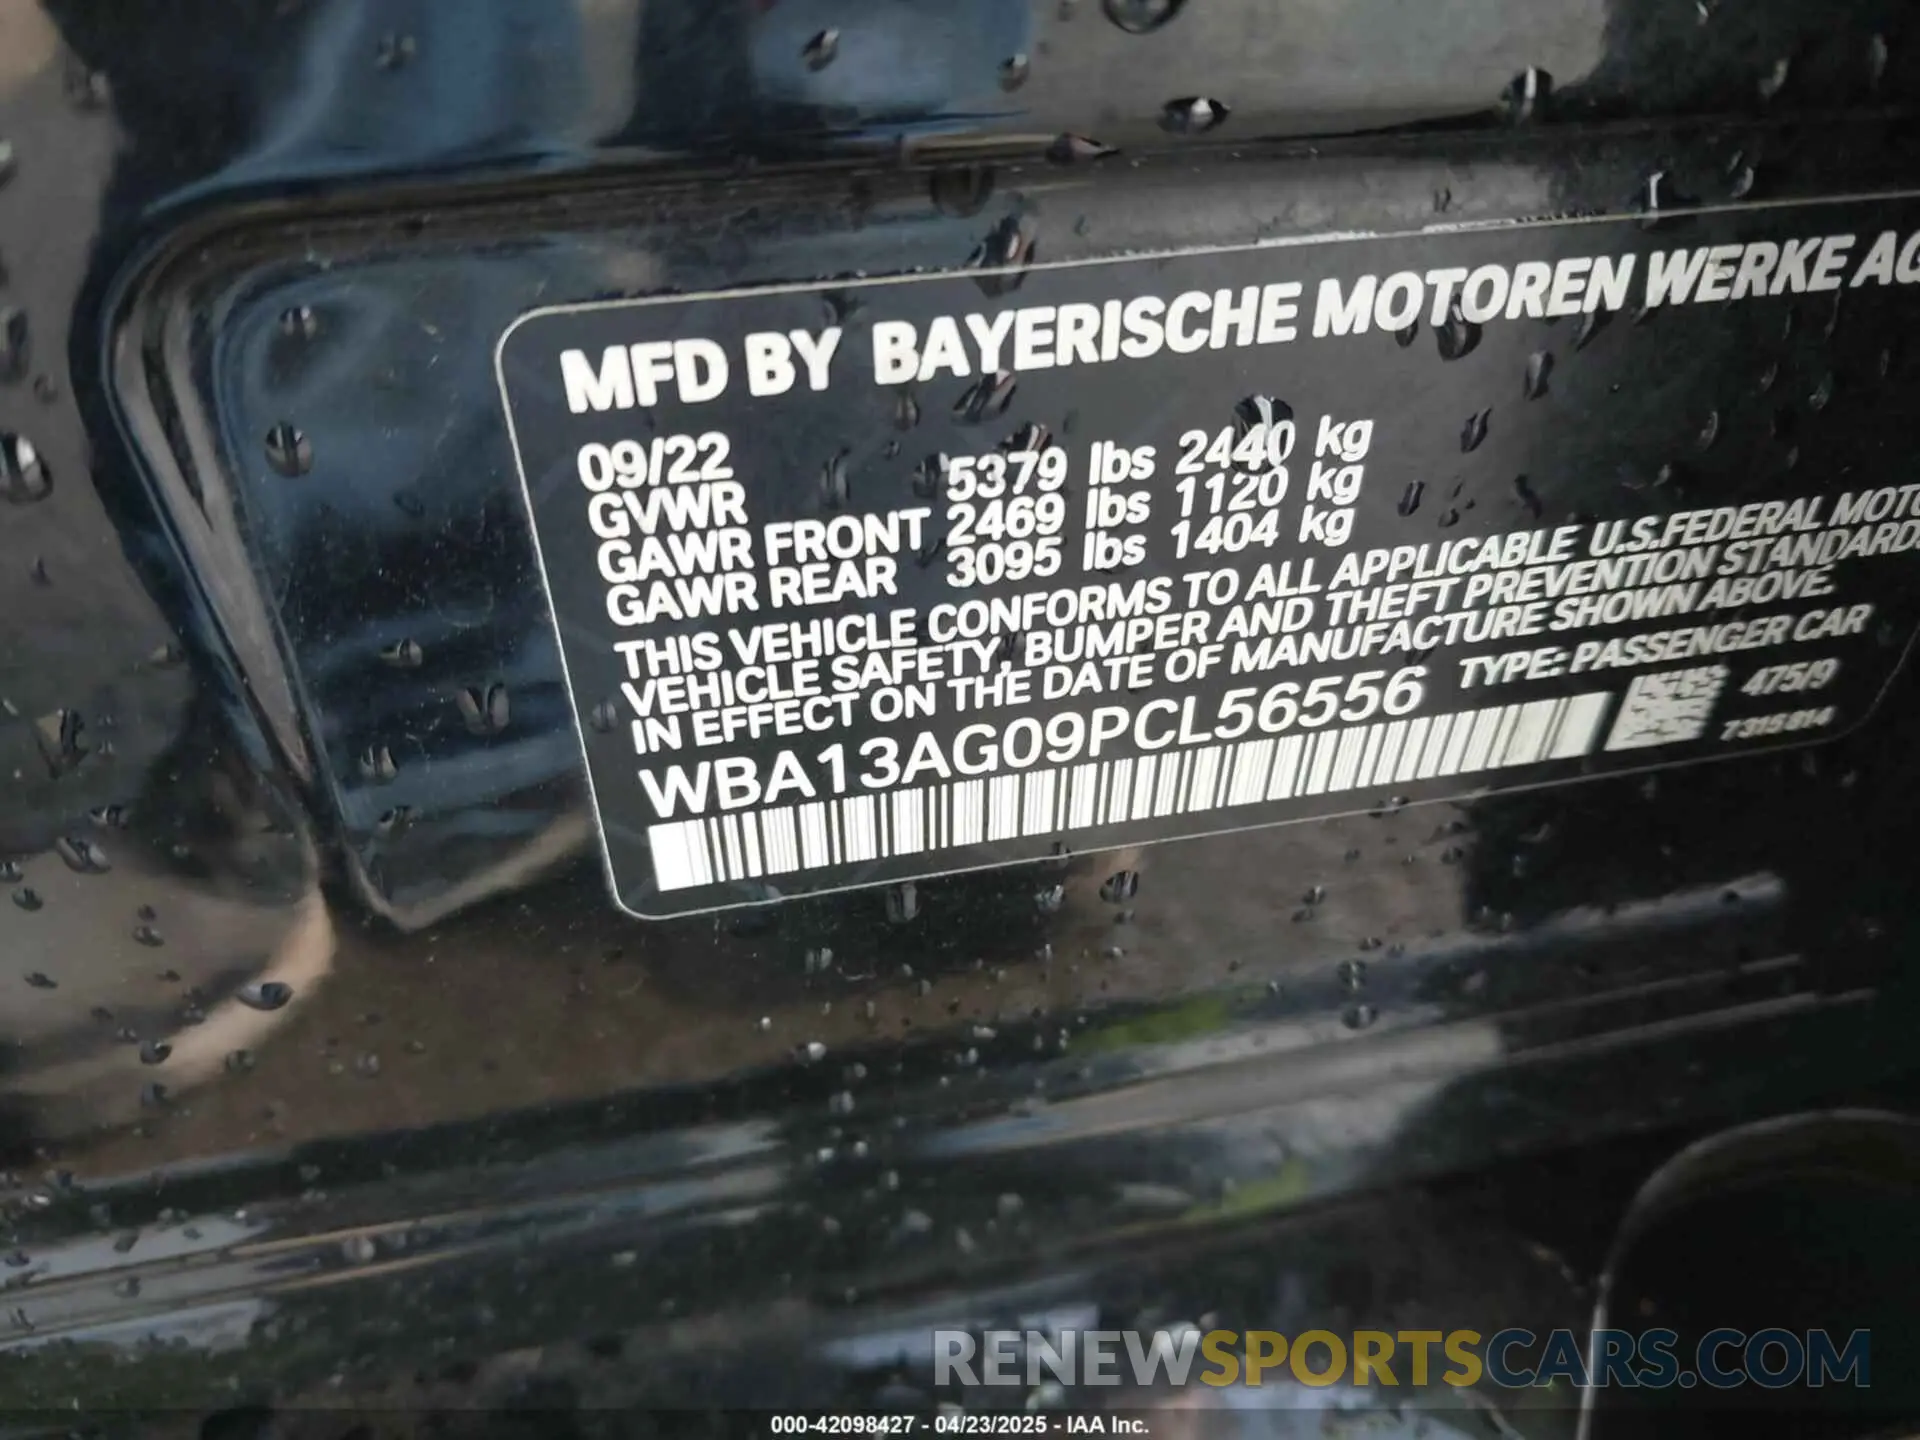 MFD BY BAYERISCHE MOTOREN WERKE AG
09/22
GVWR 5379 lbs 2440 kg
GAWR FRONT 2469 lbs 1120 kg
GAWR REAR 3095 lbs 1404 kg
THIS VEHICLE CONFORMS TO ALL APPLICABLE U.S.FEDERAL MOTO
VEHICLE SAFETY, BUMPER AND THEFT PREVENTION STANDARDS
IN EFFECT ON THE DATE OF MANUFACTURE SHOWN ABOVE.
WBA13AG09PCL56556 TYPE: PASSENGER CAR
475/9
7315814
RENEWSPORTSCARS.COM
000-42098427 - 04/23/2025 - IAA Inc.